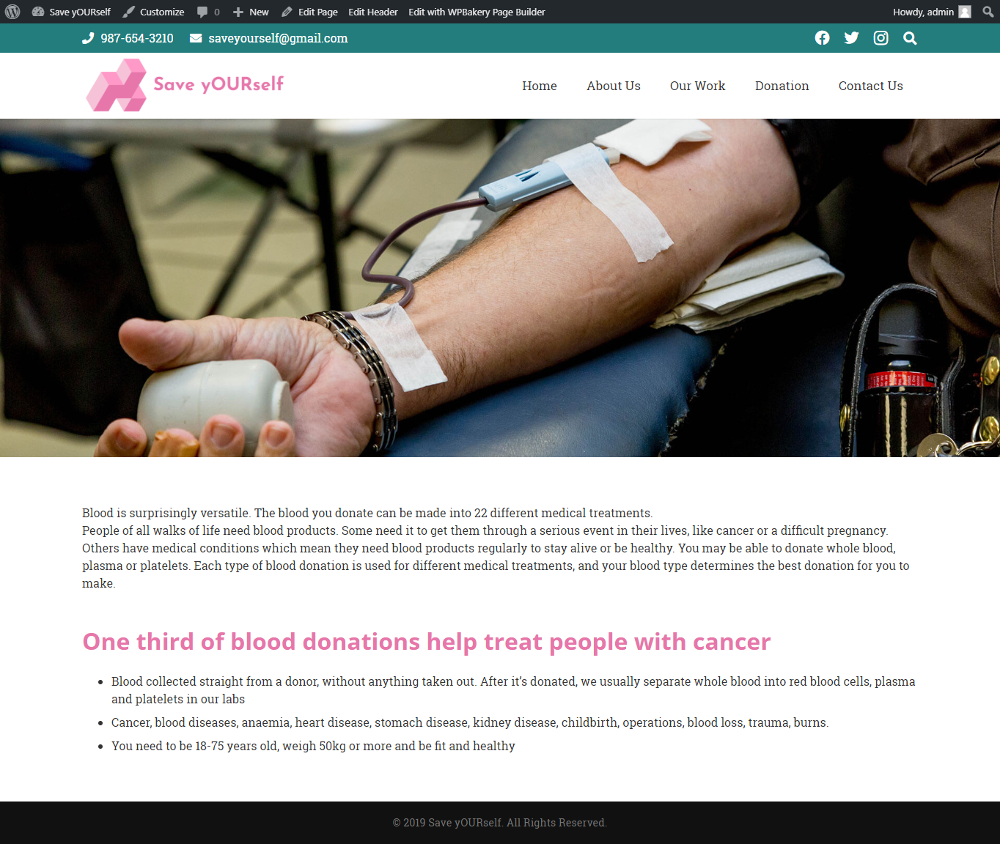 Save yOURself Customize 0 New Edit Page Edit Header Edit with WPBakery Page Builder Howdy, admin
987-654-3210 saveyourself@gmail.com
Save yOURself
Home About Us Our Work Donation Contact Us
Blood is surprisingly versatile. The blood you donate can be made into 22 different medical treatments.
People of all walks of life need blood products. Some need it to get them through a serious event in their lives, like cancer or a difficult pregnancy.
Others have medical conditions which mean they need blood products regularly to stay alive or be healthy. You may be able to donate whole blood,
plasma or platelets. Each type of blood donation is used for different medical treatments, and your blood type determines the best donation for you to
make.
One third of blood donations help treat people with cancer
Blood collected straight from a donor, without anything taken out. After it’s donated, we usually separate whole blood into red blood cells, plasma
and platelets in our labs
Cancer, blood diseases, anaemia, heart disease, stomach disease, kidney disease, childbirth, operations, blood loss, trauma, burns.
You need to be 18-75 years old, weigh 50kg or more and be fit and healthy
© 2019 Save yOURself. All Rights Reserved.